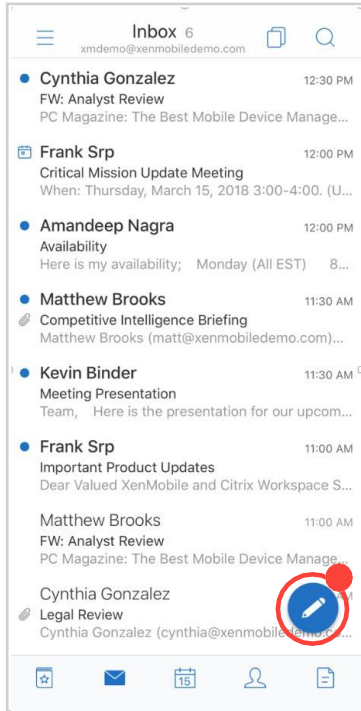 Inbox 6
xmdemo@xenmobiledemo.com
Cynthia Gonzalez 12:30 PM
FW: Analyst Review
PC Magazine: The Best Mobile Device Manage...
Frank Srp 12:00 PM
Critical Mission Update Meeting
When: Thursday, March 15, 2018 3:00-4:00. (U...
Amandeep Nagra 12:00 PM
Availability
Here is my availability; Monday (All EST) 8...
Matthew Brooks 11:30 AM
Competitive Intelligence Briefing
Matthew Brooks (matt@xenmobiledemo.com)...
Kevin Binder 11:30 AM
Meeting Presentation
Team, Here is the presentation for our upcom...
Frank Srp 11:00 AM
Important Product Updates
Dear Valued XenMobile and Citrix Workspace S...
Matthew Brooks 11:00 AM
FW: Analyst Review
PC Magazine: The Best Mobile Device Manage...
Cynthia Gonzalez AM
Legal Review
Cynthia Gonzalez (cynthia@xenmobiledemo.co...
15